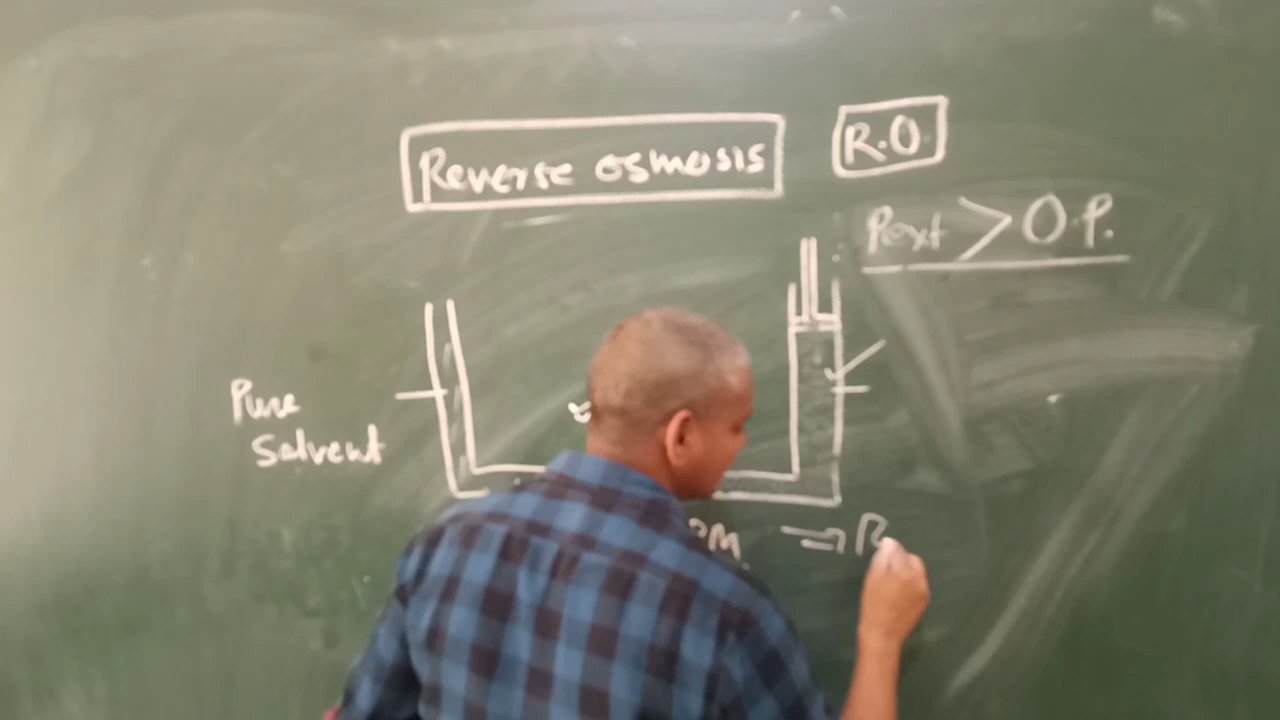 Reverse osmosis
R.O.
Pext > O.P.
Pure
Solvent